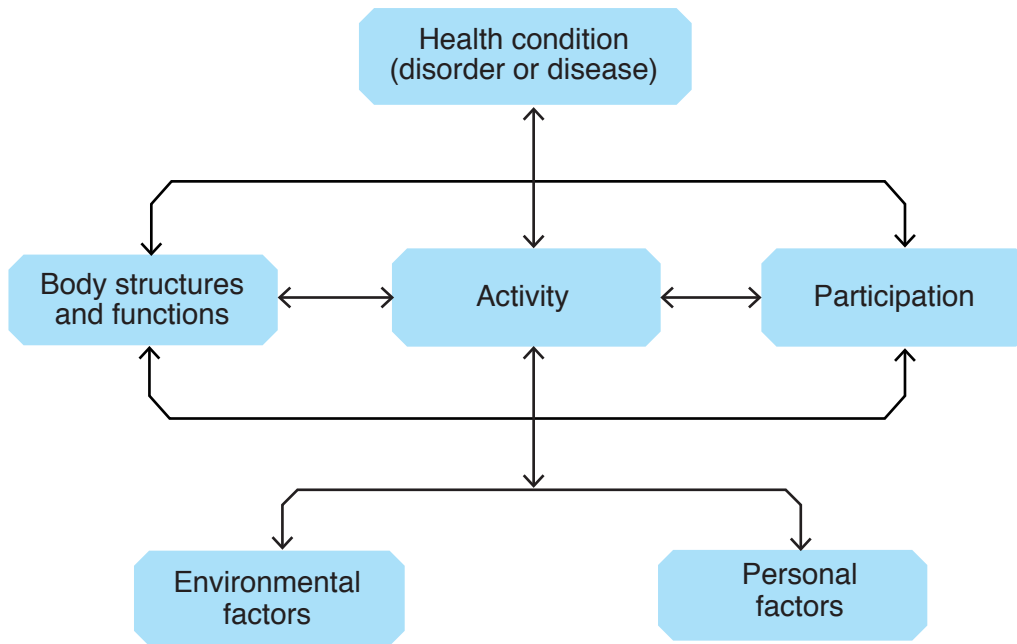 Health condition
(disorder or disease)
Body structures
and functions
Activity
Participation
Environmental
factors
Personal
factors